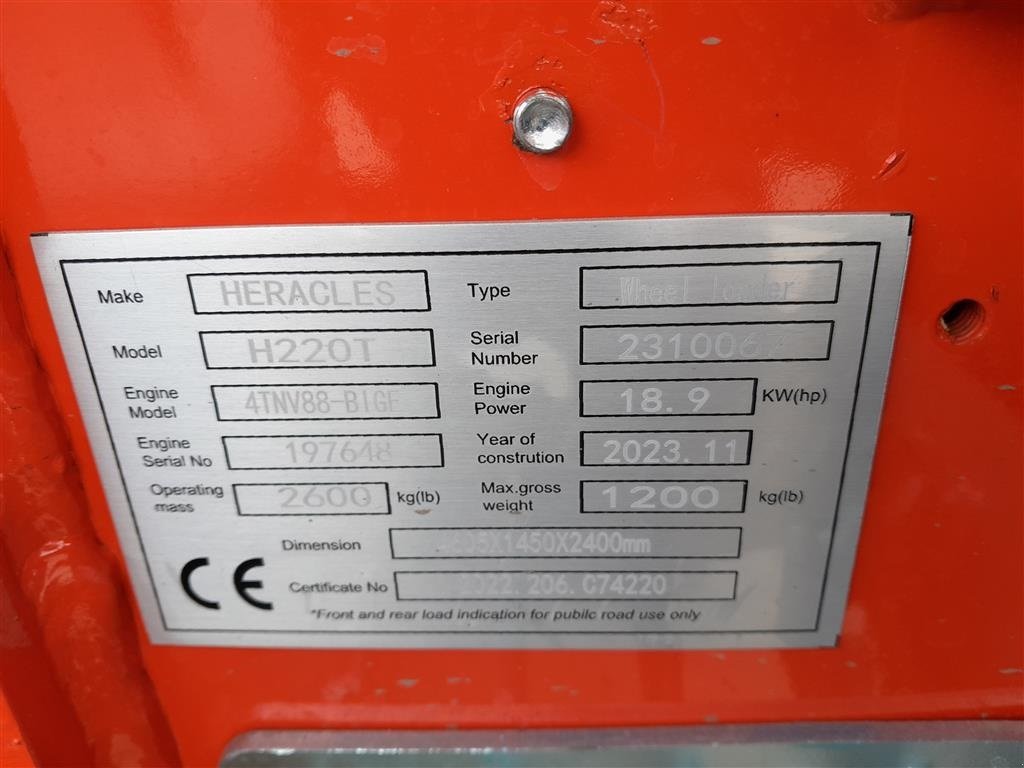 Make HERACLES Type Wheel Loader
Model H220T Serial Number
Engine Model Engine Power 18.9 KW(hp)
Engine Serial No 197648 Year of constrution 2023.11
Operating mass 2600 kg(lb) Max.gross weight 1200 kg(lb)
Dimension
CE Certificate No 2022.206.C74220
*Front and rear load indication for pubilc road use only